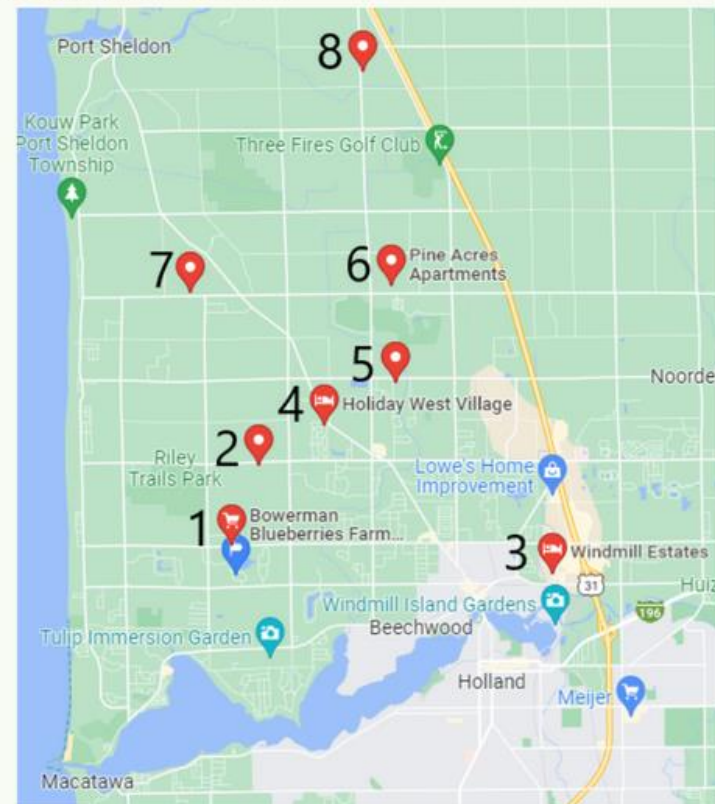 Port Sheldon
8
Kouw Park
Port Sheldon
Township
Three Fires Golf Club
7
6
Pine Acres
Apartments
5
Noorde
4
Holiday West Village
2
Riley
Trails Park
Lowe's Home
Improvement
1
Bowerman
Blueberries Farm...
3
Windmill Estates
31
Huiz
Windmill Island Gardens
196
Tulip Immersion Garden
Beechwood
Holland
Meijer
Macatawa